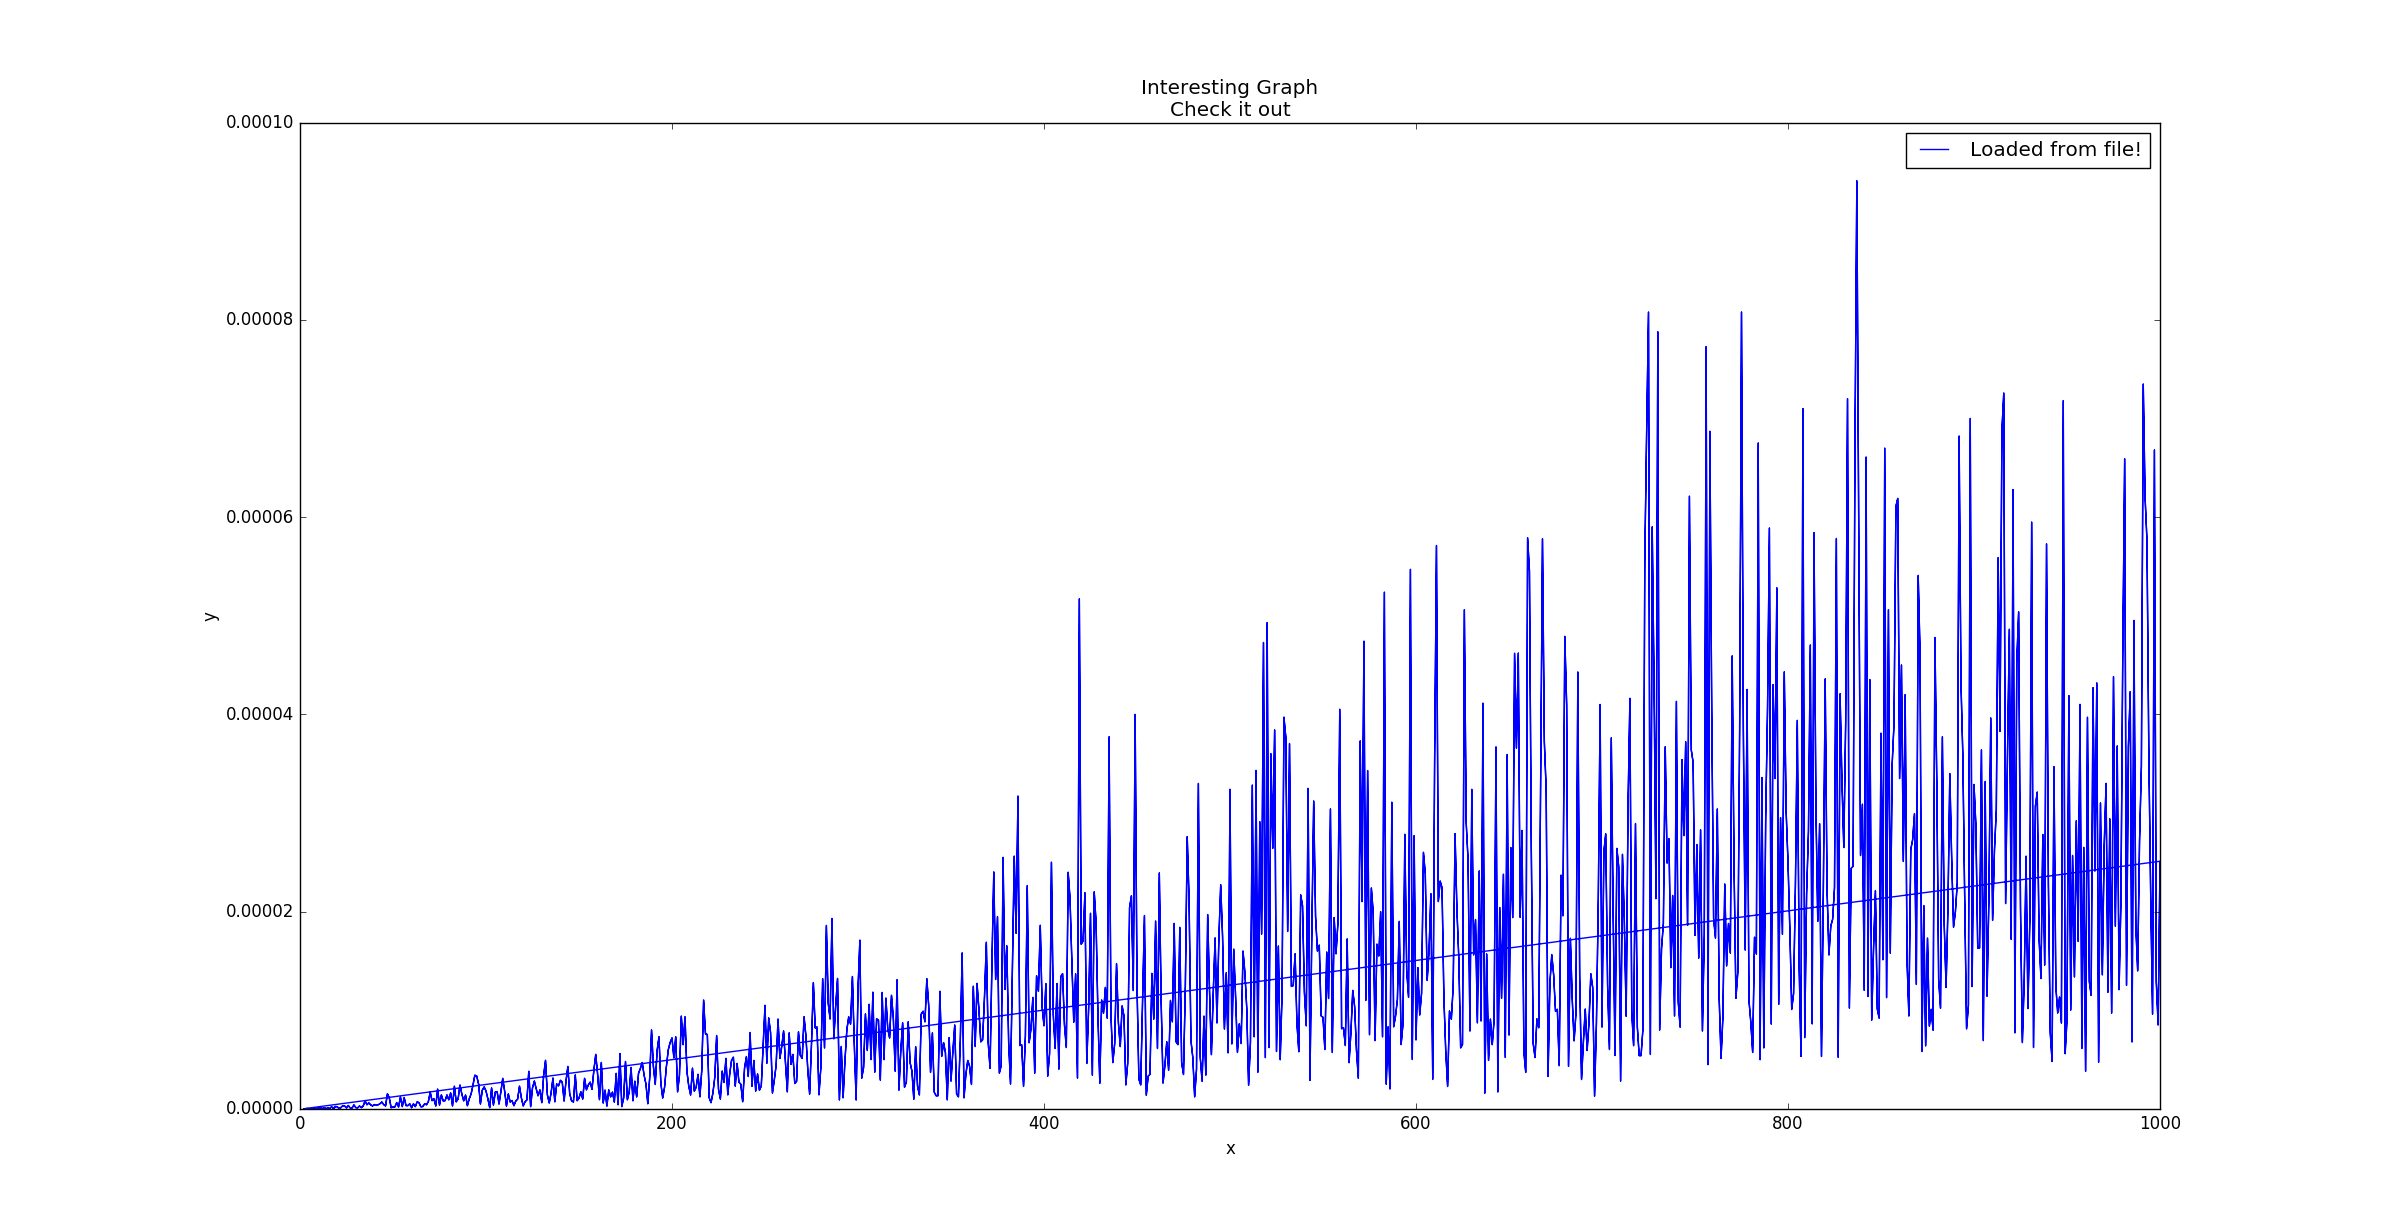 Interesting Graph
Check it out
Loaded from file!
0.00010
0.00008
0.00006
0.00004
0.00002
0.00000
y
0 200 400 600 800 1000
x